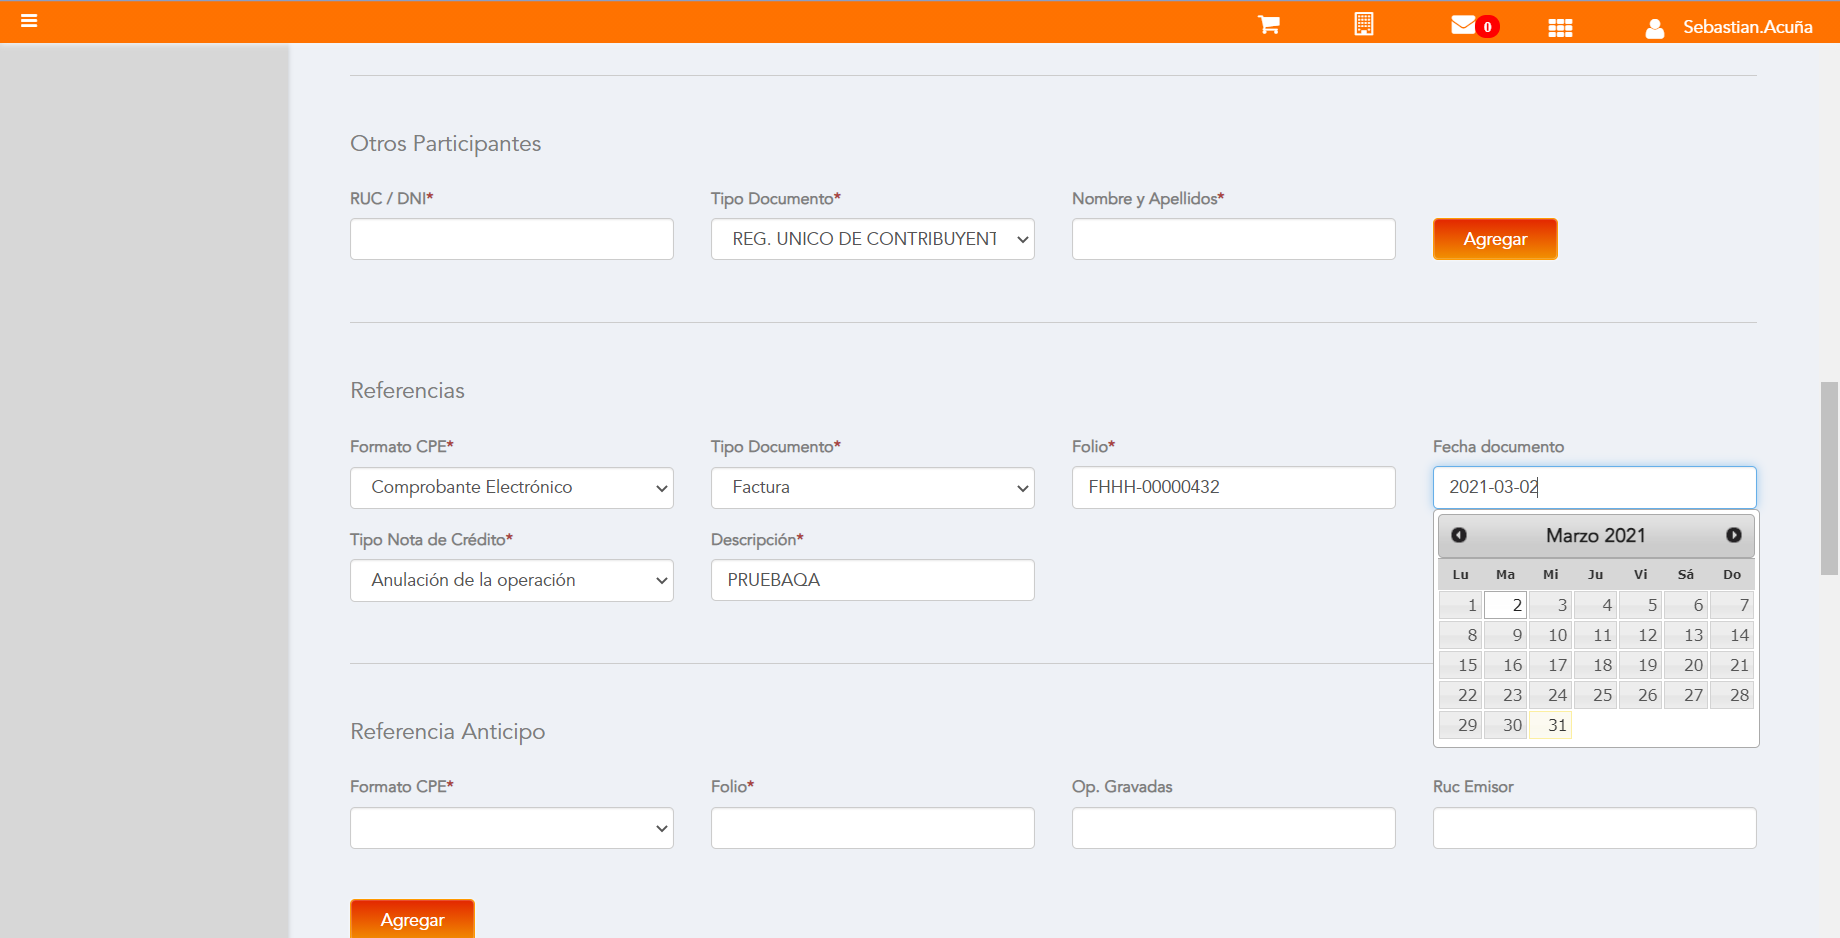 0
Sebastian.Acuña
Otros Participantes
RUC / DNI*
Tipo Documento*
Nombre y Apellidos*
REG. UNICO DE CONTRIBUYENT
Agregar
Referencias
Formato CPE*
Tipo Documento*
Folio*
Fecha documento
Comprobante Electrónico
Factura
FHHH-00000432
2021-03-02
Tipo Nota de Crédito*
Descripción*
Anulación de la operación
PRUEBAQA
Marzo 2021
Lu Ma Mi Ju Vi Sá Do
1 2 3 4 5 6 7
8 9 10 11 12 13 14
15 16 17 18 19 20 21
22 23 24 25 26 27 28
29 30 31
Referencia Anticipo
Formato CPE*
Folio*
Op. Gravadas
Ruc Emisor
Agregar